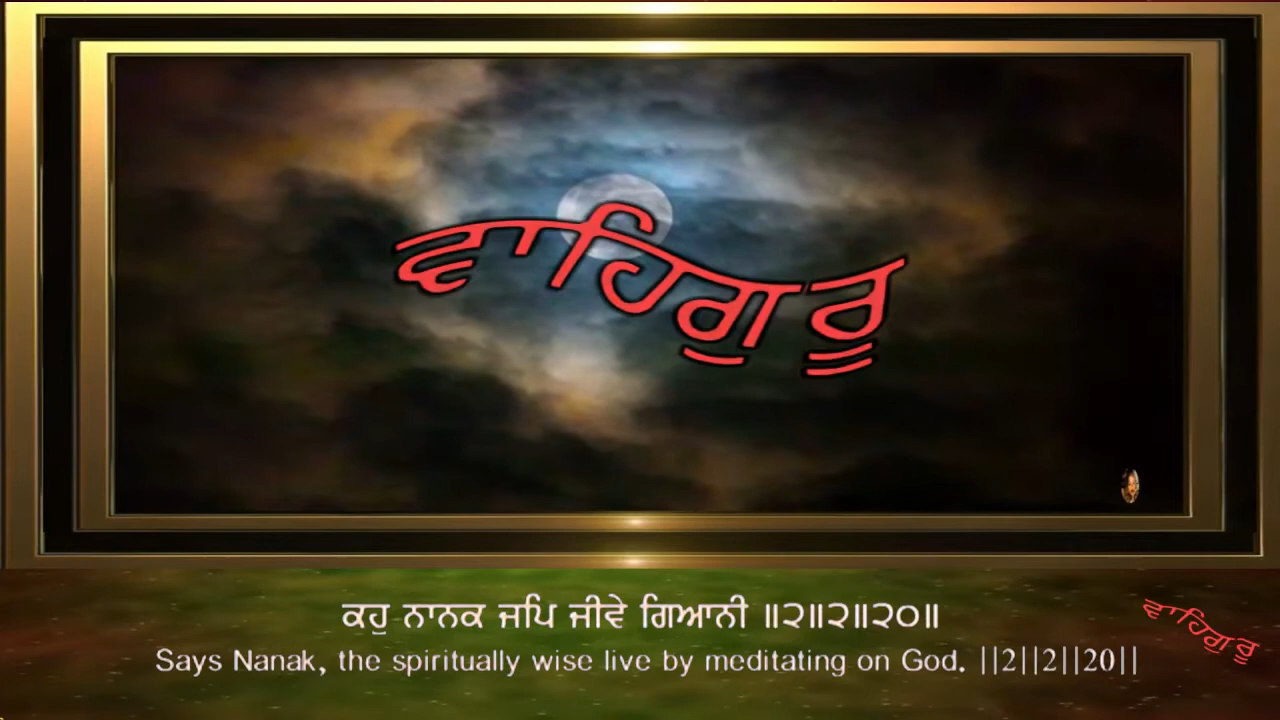 ਵਾਹਿਗੁਰੂ
ਕਹੁ ਨਾਨਕ ਜਪਿ ਜੀਵੇ ਗਿਆਨੀ ॥੨॥੨॥੨੦॥
Says Nanak, the spiritually wise live by meditating on God. ||2||2||20||
ਵਾਹਿਗੁਰੂ